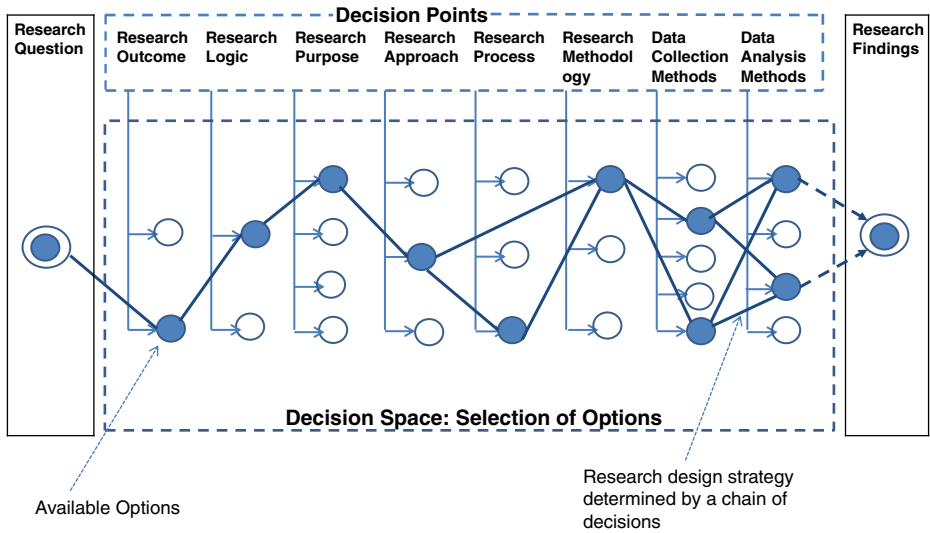 Decision Points
Research
Question
Research
Outcome
Research
Logic
Research
Purpose
Research
Approach
Research
Process
Research
Methodol
ogy
Data
Collection
Methods
Data
Analysis
Methods
Research
Findings
Decision Space: Selection of Options
Available Options
Research design strategy
determined by a chain of
decisions